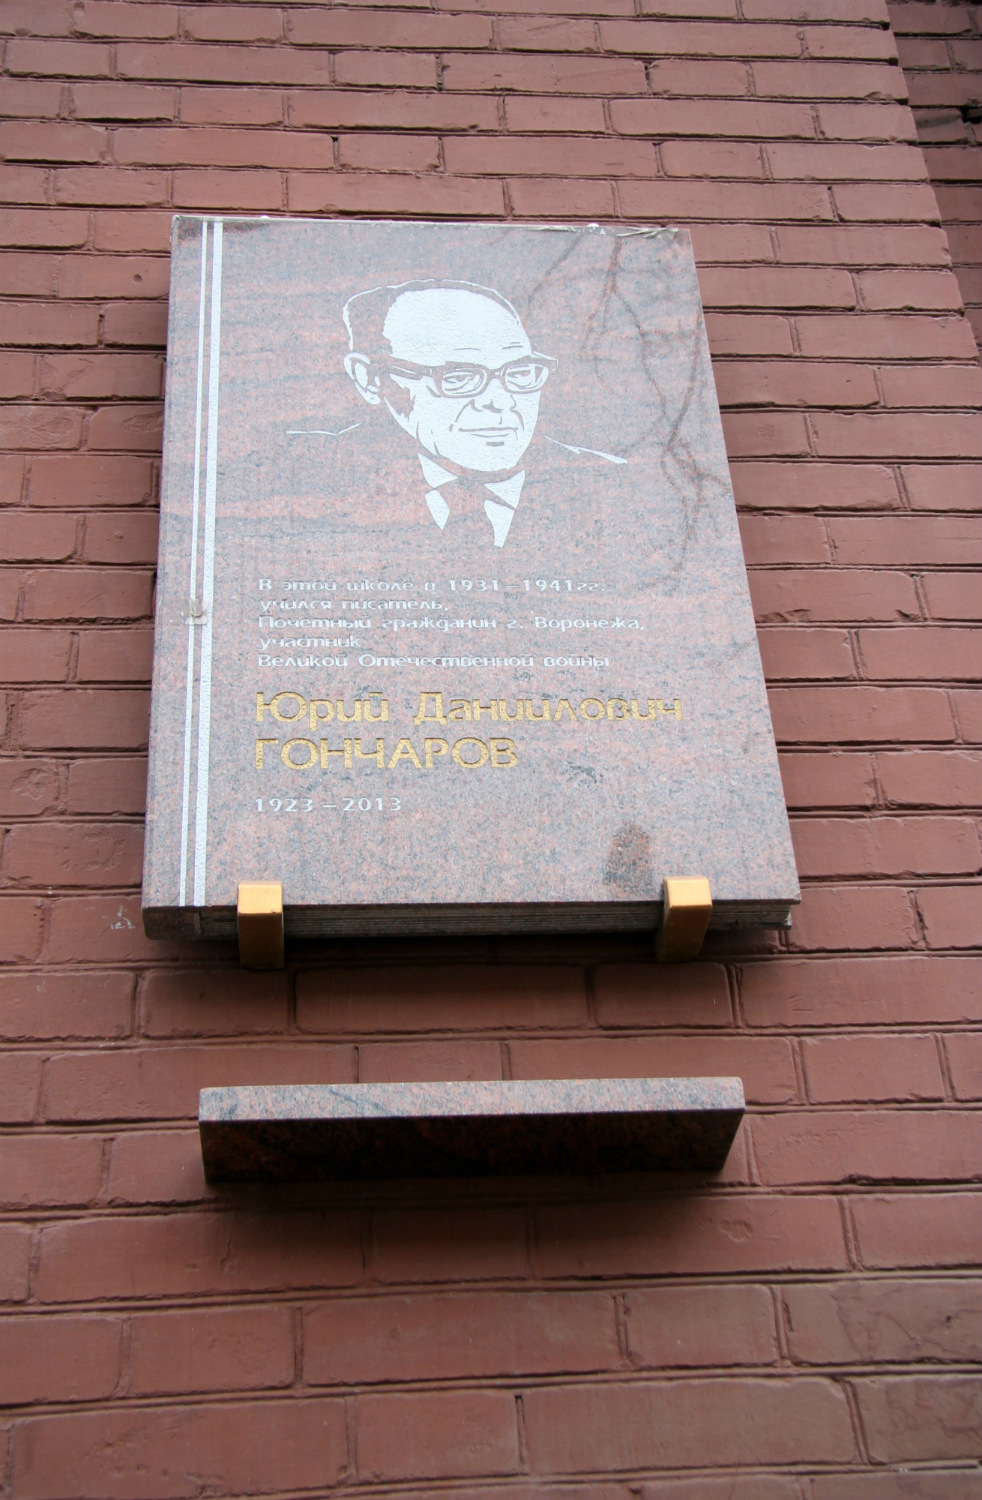 В этой школе в 1931–1941гг.
учился писатель,
Почетный гражданин г. Воронежа,
участник
Великой Отечественной войны
Юрий Даниилович
ГОНЧАРОВ
1923 – 2013